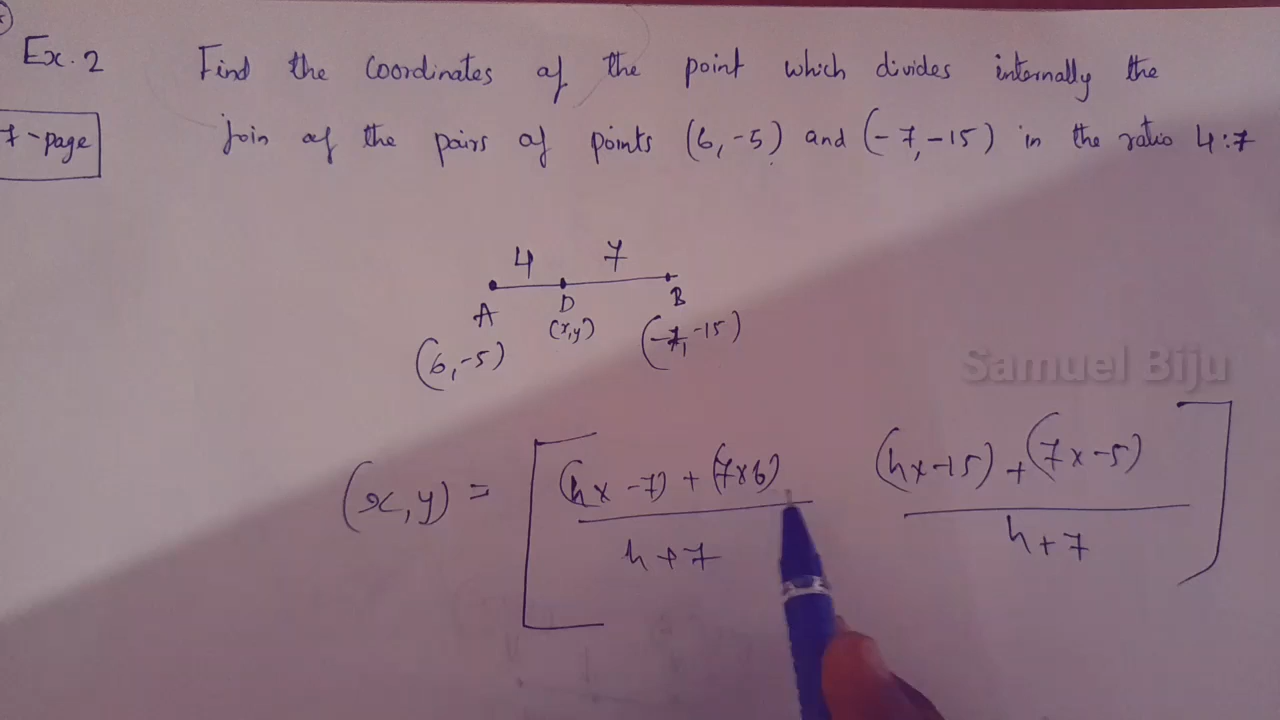 Ex. 2 Find the coordinates of the point which divides internally the
7-page join of the pairs of points (6,-5) and (-7,-15) in the ratio 4:7
4 7
A D B
(6,-5) (x,y) (-7,-15)
Samuel Biju
(x,y) = [ (4x -7) + (7x6) (4x-15) + (7x-5) ]
4+7 4+7